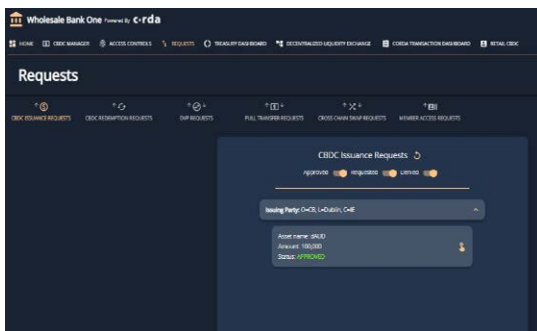 Wholesale Bank One Powered By c·rda
HOME CBDC MANAGER ACCESS CONTROLS REQUESTS TREASURY DASHBOARD DECENTRALIZED LIQUIDITY EXCHANGE CORDA TRANSACTION DASHBOARD RETAIL CBDC
Requests
CBDC ISSUANCE REQUESTS CBDC REDEMPTION REQUESTS DVP REQUESTS PULL TRANSFER REQUESTS CROSS CHAIN SWAP REQUESTS MEMBER ACCESS REQUESTS
CBDC Issuance Requests
Approved Requested Denied
Issuing Party: O=CB, L=Dublin, C=IE
Asset name: $AUD
Amount: 100,000
Status: APPROVED